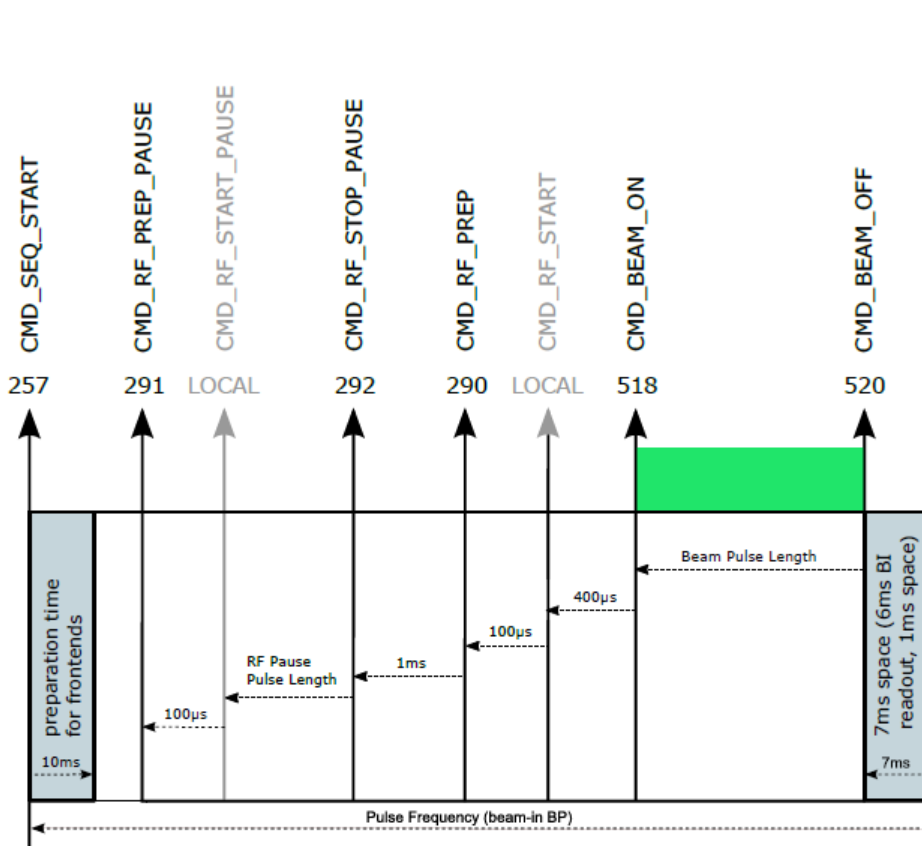 CMD_SEQ_START
CMD_RF_PREP_PAUSE
CMD_RF_START_PAUSE
CMD_RF_STOP_PAUSE
CMD_RF_PREP
CMD_RF_START
CMD_BEAM_ON
CMD_BEAM_OFF
257
291
LOCAL
292
290
LOCAL
518
520
preparation time
for frontends
10ms
100µs
RF Pause
Pulse Length
1ms
100µs
400µs
Beam Pulse Length
7ms space (6ms BI
readout, 1ms space)
7ms
Pulse Frequency (beam-in BP)